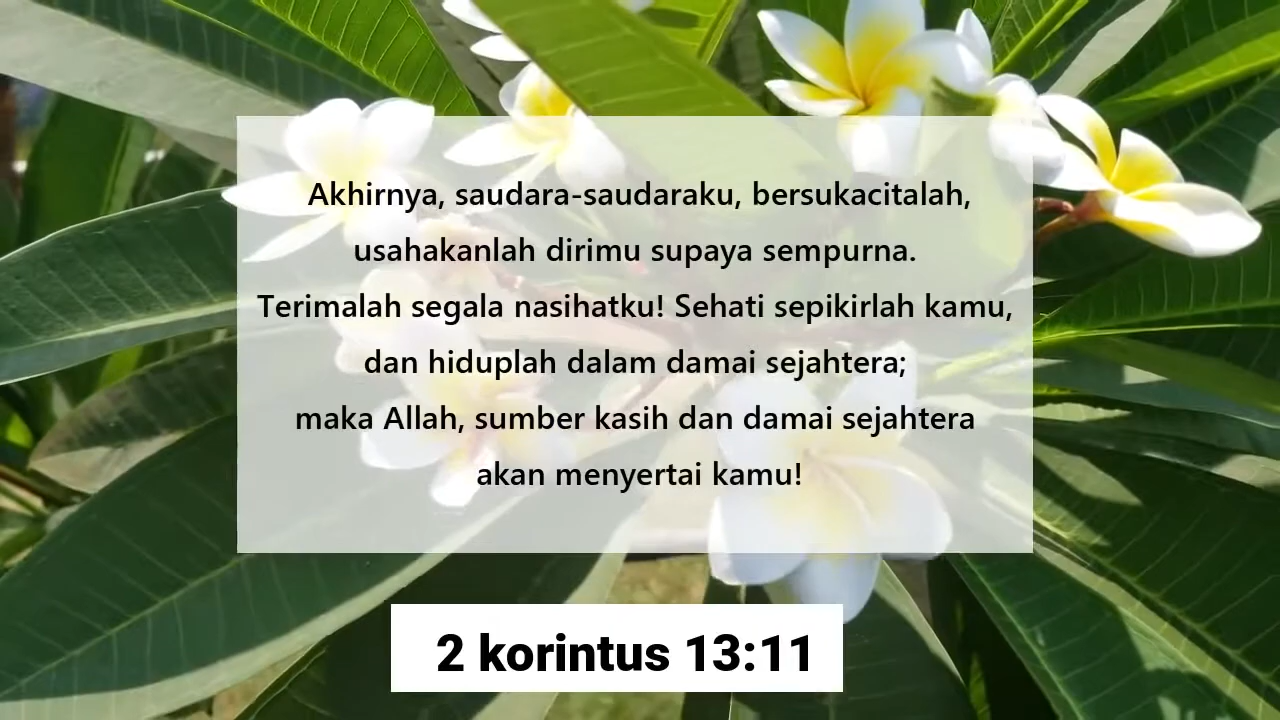 Akhirnya, saudara-saudaraku, bersukacitalah,
usahakanlah dirimu supaya sempurna.
Terimalah segala nasihatku! Sehati sepikirlah kamu,
dan hiduplah dalam damai sejahtera;
maka Allah, sumber kasih dan damai sejahtera
akan menyertai kamu!
2 korintus 13:11